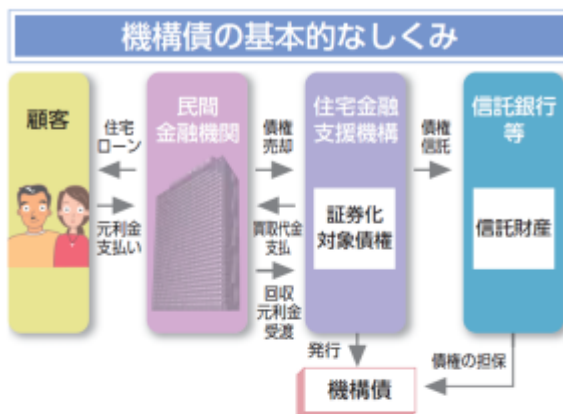 機構債の基本的なしくみ
顧客
住宅
ローン
元利金
支払い
民間
金融機関
債権
売却
買取代金
支払
回収
元利金
受渡
住宅金融
支援機構
証券化
対象債権
債権
信託
信託銀行
等
信託財産
発行
機構債
債権の担保